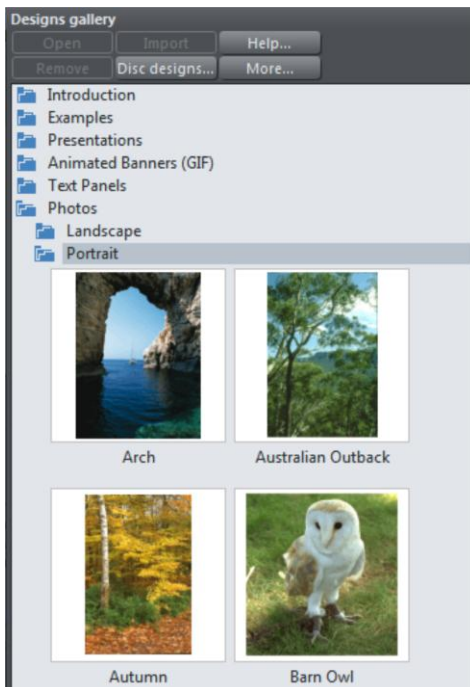 Designs gallery
Open Import Help...
Remove Disc designs... More...
Introduction
Examples
Presentations
Animated Banners (GIF)
Text Panels
Photos
Landscape
Portrait
Arch Australian Outback
Autumn Barn Owl